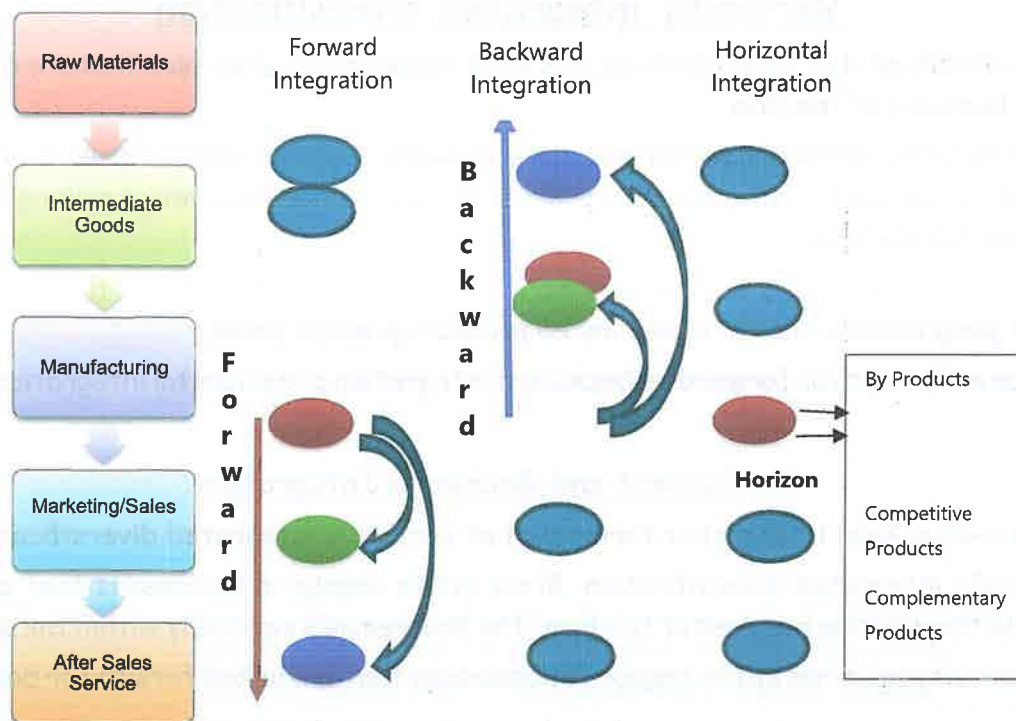 Raw Materials
Intermediate
Goods
Manufacturing
Marketing/Sales
After Sales
Service
Forward
Integration
Backward
Integration
Horizontal
Integration
F
o
r
w
a
r
d
B
a
c
k
w
a
r
d
Horizon
By Products
Competitive
Products
Complementary
Products